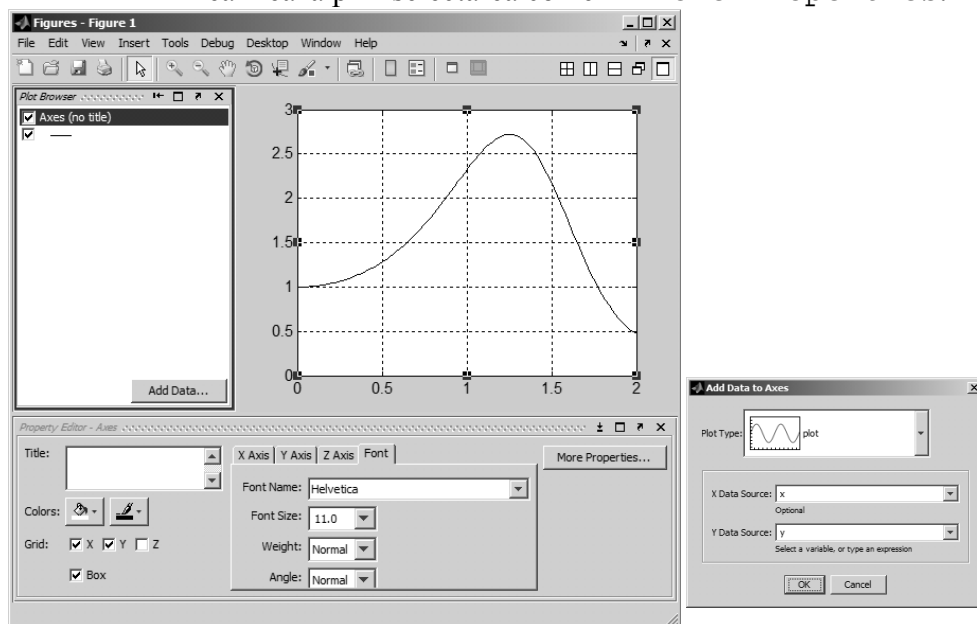 Figures - Figure 1
File Edit View Insert Tools Debug Desktop Window Help
Plot Browser
Axes (no title)
Add Data...
3
2.5
2
1.5
1
0.5
0
0 0.5 1 1.5 2
Property Editor - Axes
Title:
Colors:
Grid: X Y Z
Box
X Axis Y Axis Z Axis Font
Font Name: Helvetica
Font Size: 11.0
Weight: Normal
Angle: Normal
More Properties...
Add Data to Axes
Plot Type: plot
X Data Source: x
Optional
Y Data Source: y
Select a variable, or type an expression
OK Cancel